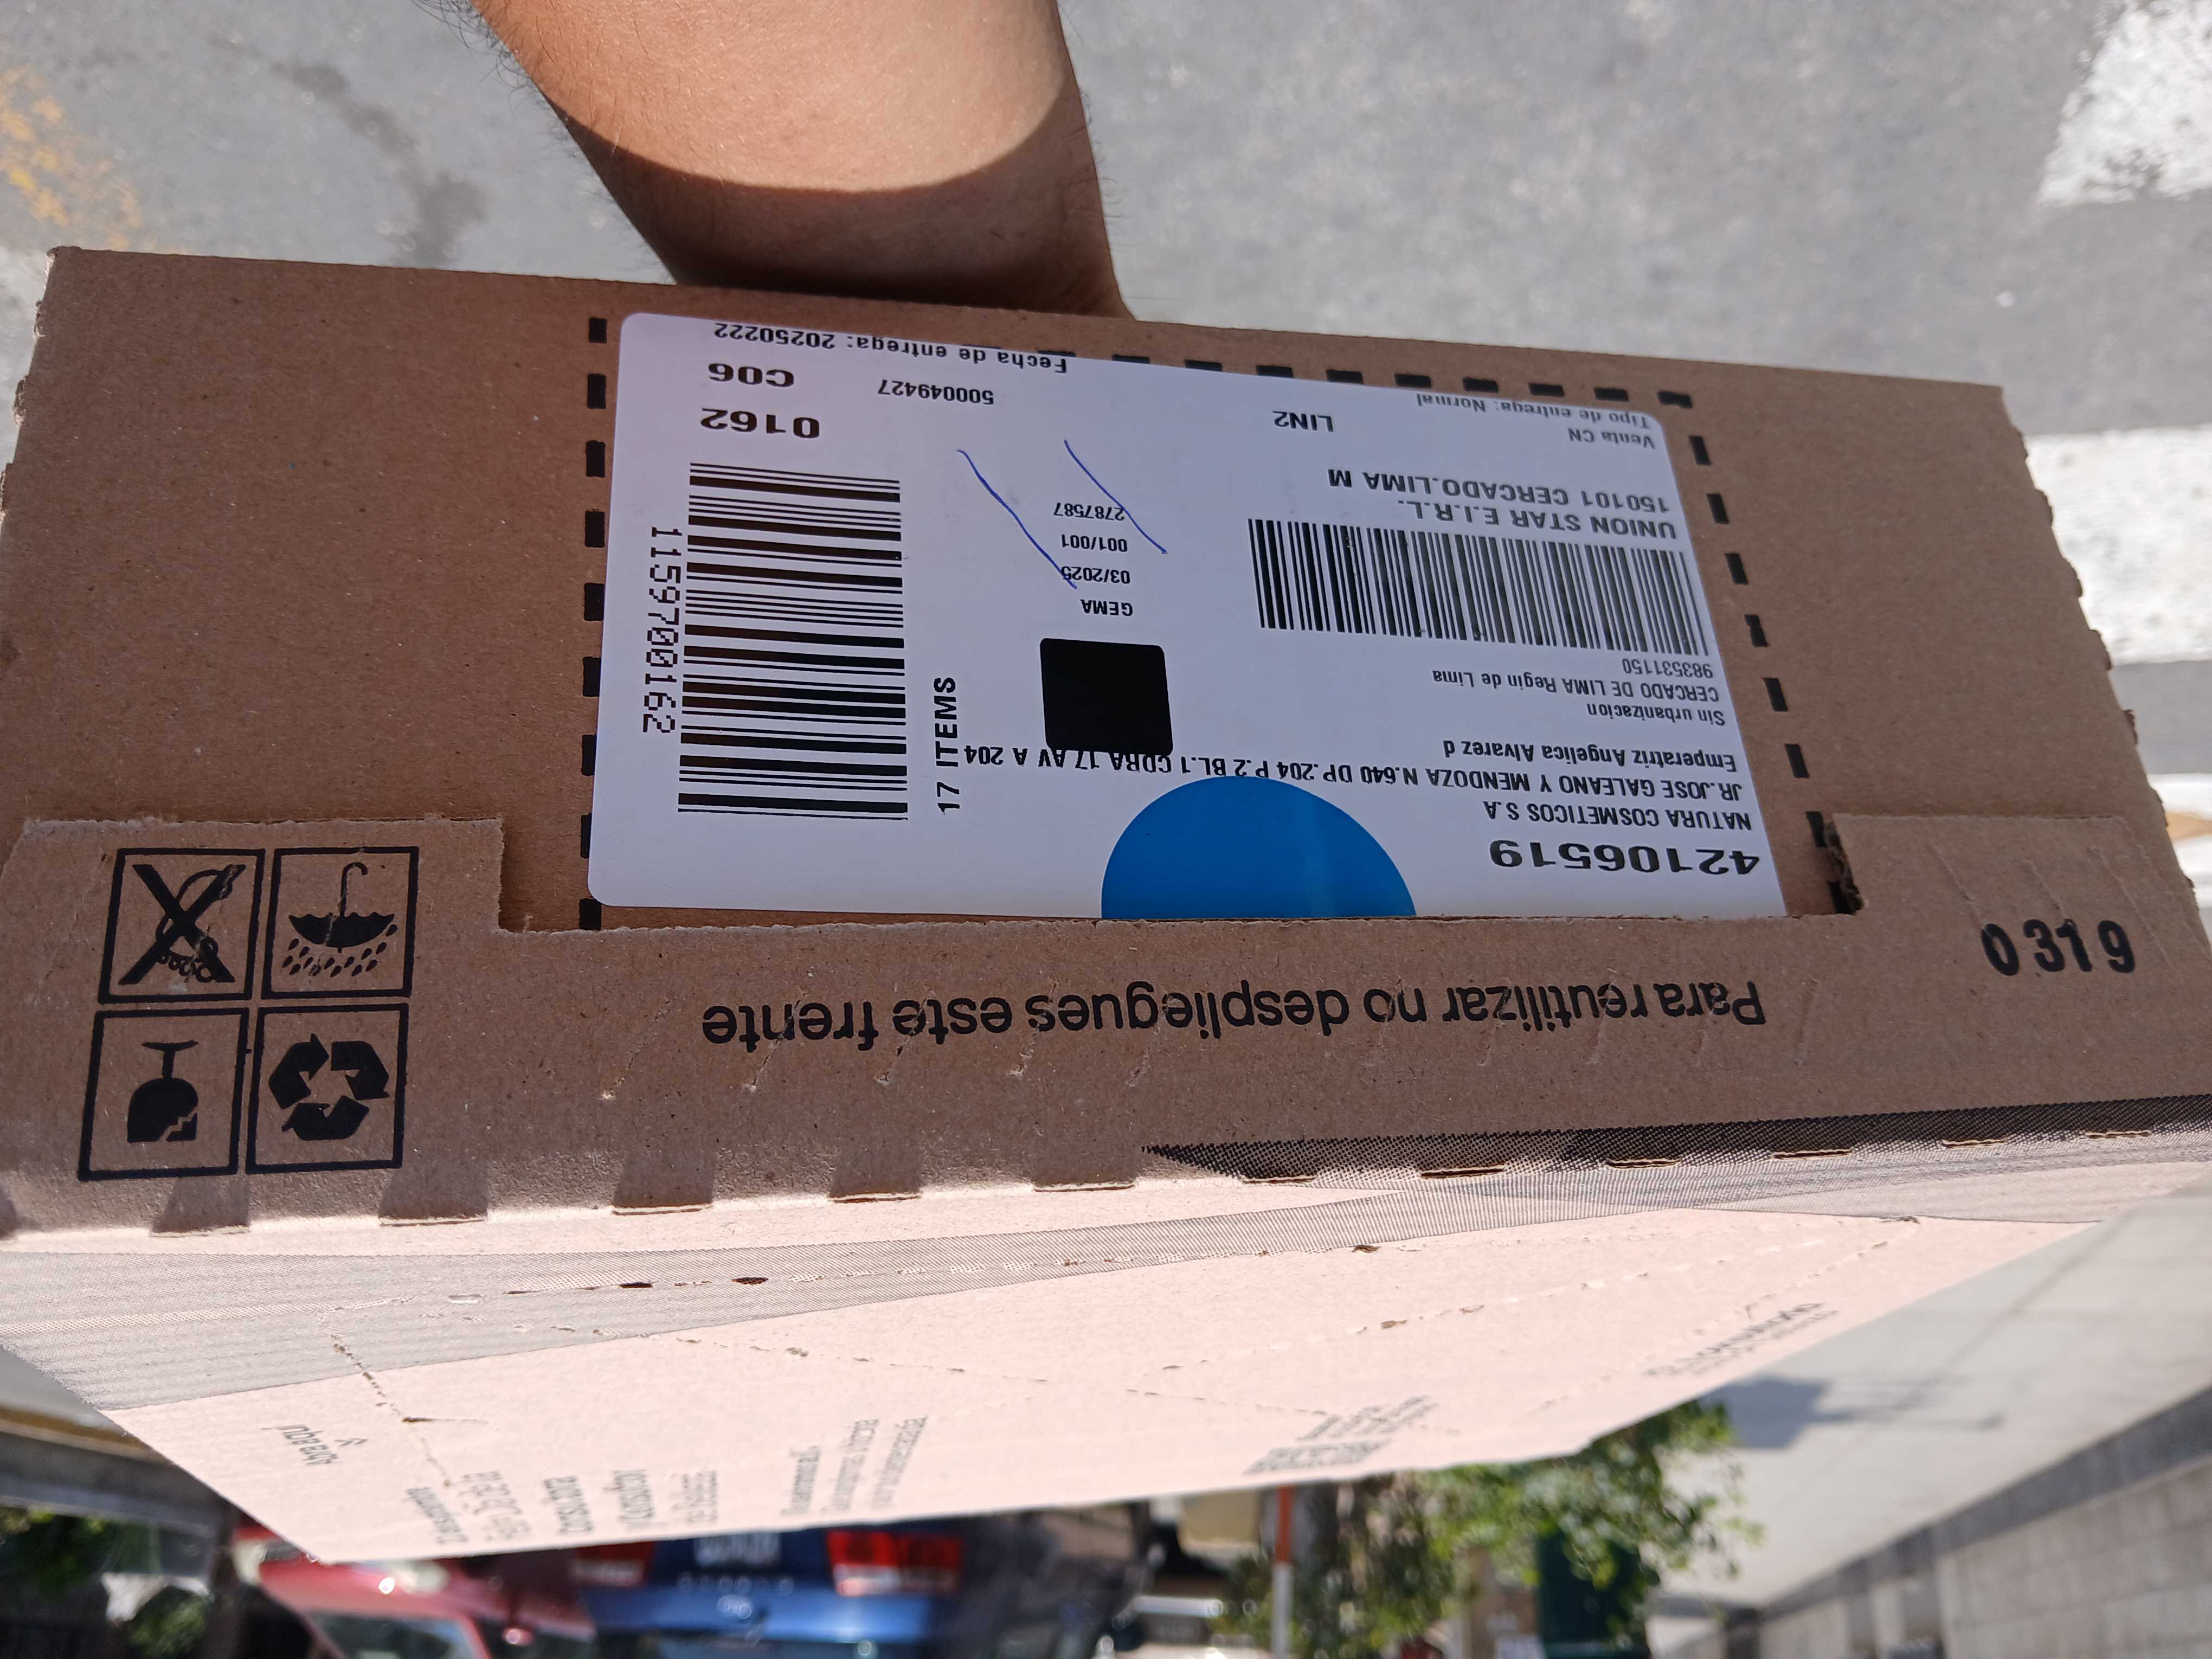 42106519
NATURA COSMETICOS S.A
JR.JOSE GALEANO Y MENDOZA N.640 DP.204 P.2 BL.1 CDRA 17 AV A 204
Emperatriz Angelica Alvarez d
Sin urbanizacion
CERCADO DE LIMA Regin de Lima
983531150
UNION STAR E.I.R.L.
150101 CERCADO.LIMA M
Venta CN
LIN2
Tipo de entrega: Normal
GEMA
03/2025
001/001
2787587
17 ITEMS
1159700162
0162
C06
500049427
Fecha de entrega: 20250222
Para reutilizar no despliegues este frente
0319
Abra aquí